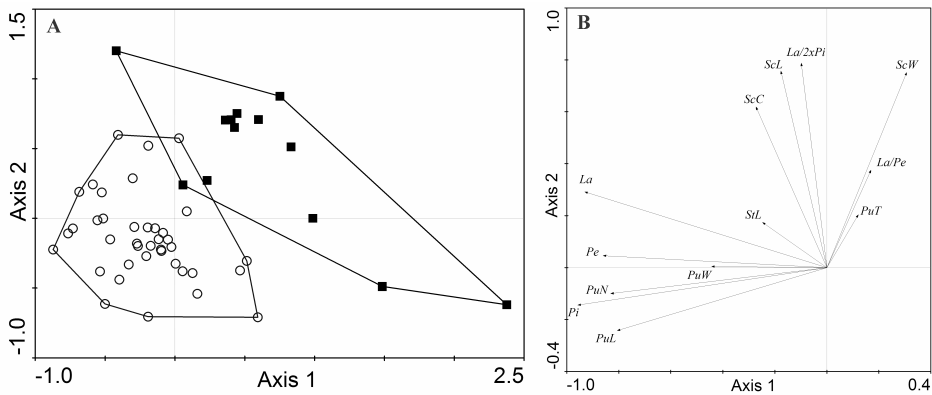 A
1.5
Axis 2
-1.0
-1.0
Axis 1
2.5
B
1.0
Axis 2
-0.4
-1.0
Axis 1
0.4
La/2xPi
ScL
ScW
ScC
La/Pe
La
PuT
StL
Pe
PuW
PuN
Pi
PuL